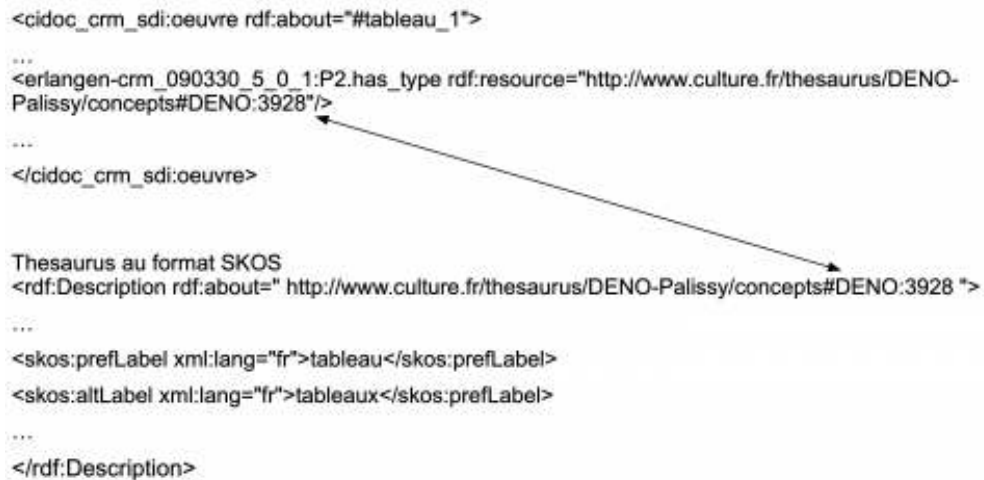 <cidoc_crm_sdi:oeuvre rdf:about="#tableau_1">
...
<erlangen-crm_090330_5_0_1:P2.has_type rdf:resource="http://www.culture.fr/thesaurus/DENO-
Palissy/concepts#DENO:3928"/>
...
</cidoc_crm_sdi:oeuvre>
Thesaurus au format SKOS
<rdf:Description rdf:about=" http://www.culture.fr/thesaurus/DENO-Palissy/concepts#DENO:3928 ">
...
<skos:prefLabel xml:lang="fr">tableau</skos:prefLabel>
<skos:altLabel xml:lang="fr">tableaux</skos:prefLabel>
...
</rdf:Description>